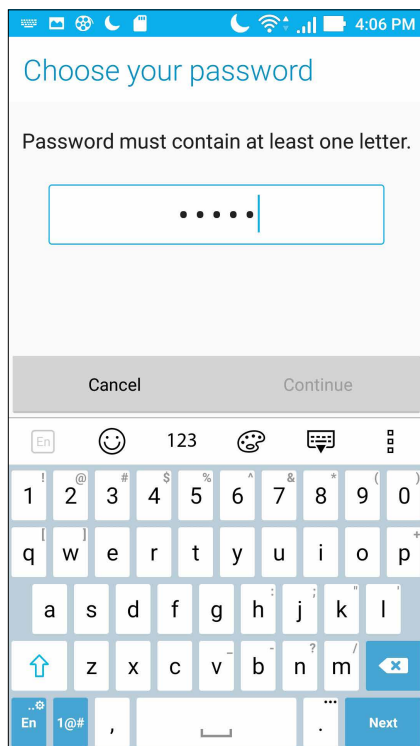 4:06 PM
Choose your password
Password must contain at least one letter.
•••••
Cancel Continue
En 123
! @ # $ % ^ & * ( )
1 2 3 4 5 6 7 8 9 0
[ ] +
q w e r t y u i o p
: ; " '
a s d f g h j k l
_ - ? /
z x c v b n m
En 1@# , . Next